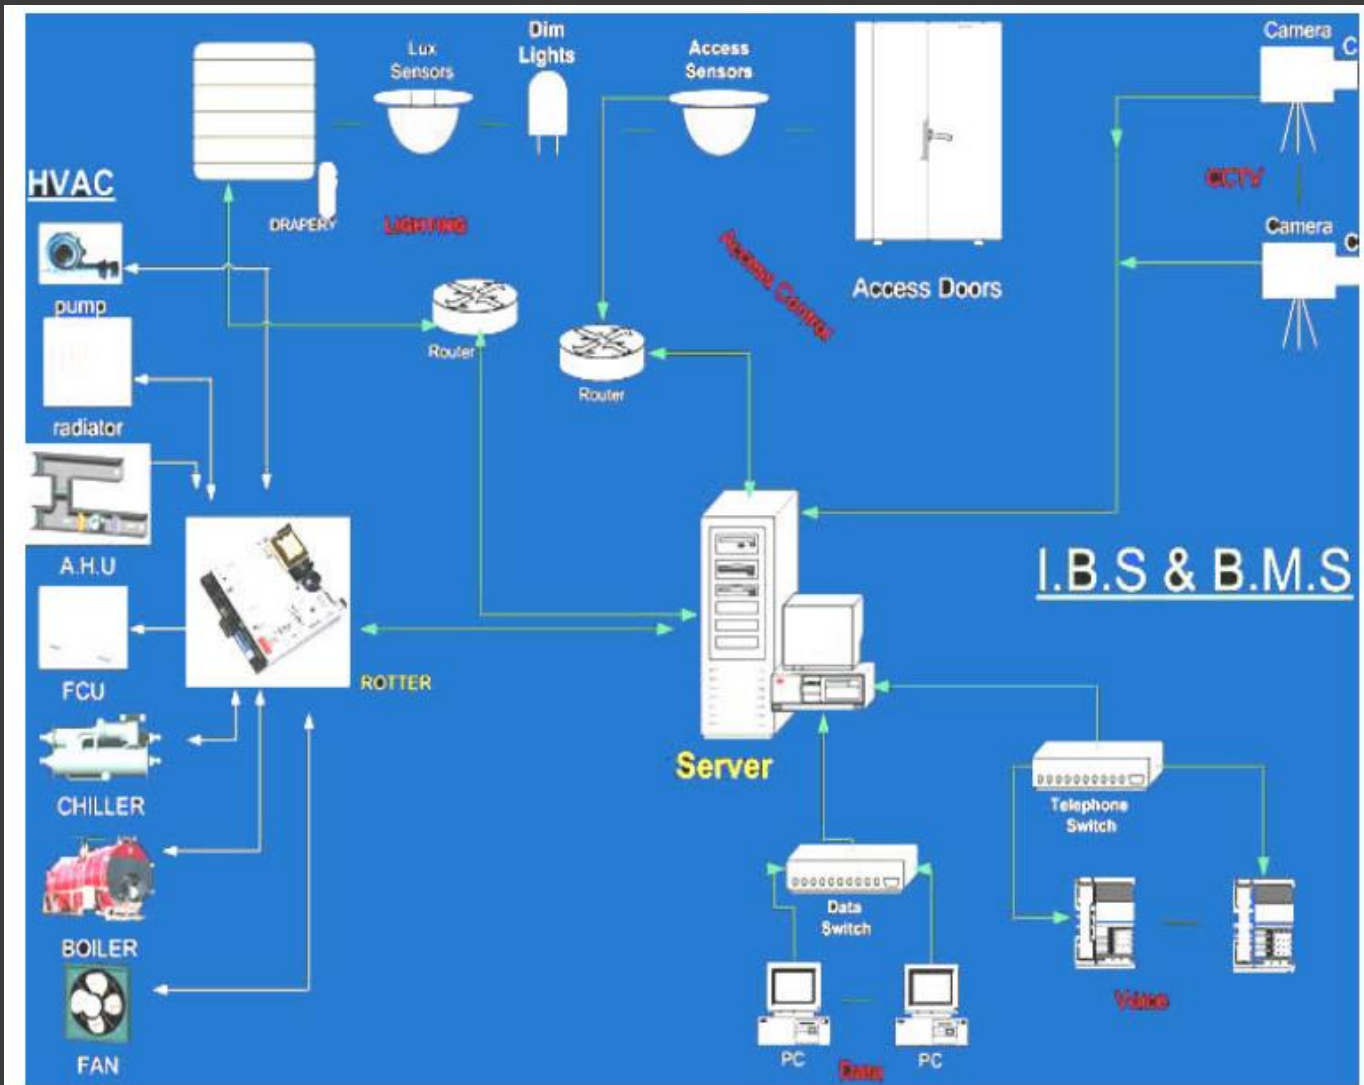 Dim
Lights
Lux
Sensors
Access
Sensors
Camera
C
HVAC
DRAPERY
LIGHTING
CCTV
Camera
C
pump
Access Control
Access Doors
Router
Router
radiator
A.H.U
I.B.S & B.M.S
FCU
ROTTER
Server
CHILLER
Telephone
Switch
Data
Switch
BOILER
Voice
FAN
PC
Data
PC